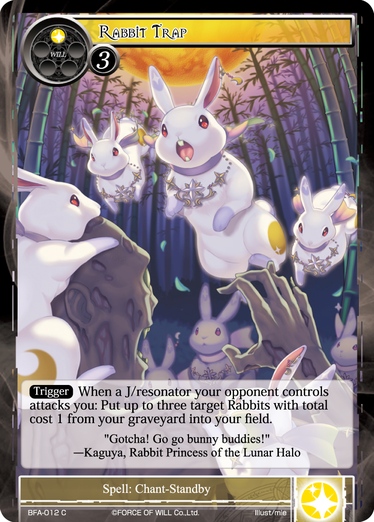 Rabbit Trap
WILL
3
Trigger When a J/resonator your opponent controls
attacks you: Put up to three target Rabbits with total
cost 1 from your graveyard into your field.
"Gotcha! Go go bunny buddies!"
—Kaguya, Rabbit Princess of the Lunar Halo
Spell: Chant-Standby
BFA-012 C ©FORCE OF WILL Co.,Ltd. Illust/mie